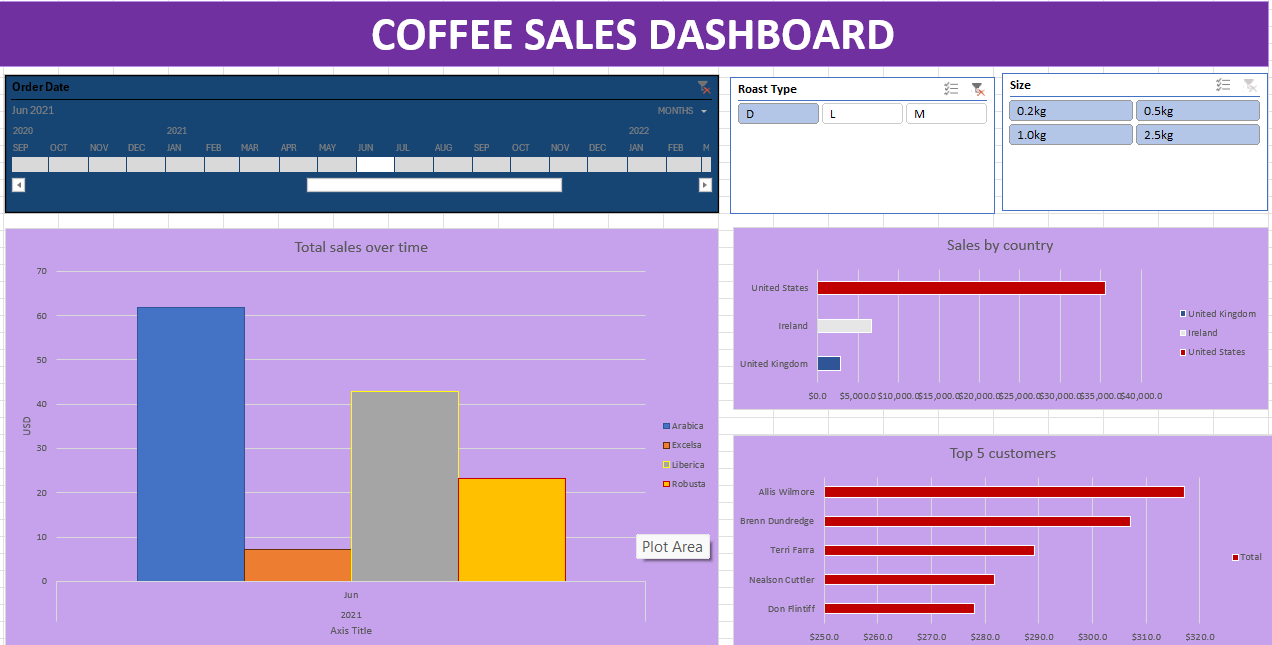 COFFEE SALES DASHBOARD
Order Date
Jun 2021 MONTHS
2020 2021 2022
SEP OCT NOV DEC JAN FEB MAR APR MAY JUN JUL AUG SEP OCT NOV DEC JAN FEB M
Roast Type
D L M
Size
0.2kg 0.5kg
1.0kg 2.5kg
Total sales over time
70
60
50
40
30
20
10
0
USD
Jun
2021
Axis Title
Arabica
Excelsa
Liberica
Robusta
Plot Area
Sales by country
United States
Ireland
United Kingdom
$0.0 $5,000.0 $10,000.0 $15,000.0 $20,000.0 $25,000.0 $30,000.0 $35,000.0 $40,000.0
United Kingdom
Ireland
United States
Top 5 customers
Allis Wilmore
Brenn Dundredge
Terri Farra
Nealson Cuttler
Don Flintiff
$250.0 $260.0 $270.0 $280.0 $290.0 $300.0 $310.0 $320.0
Total